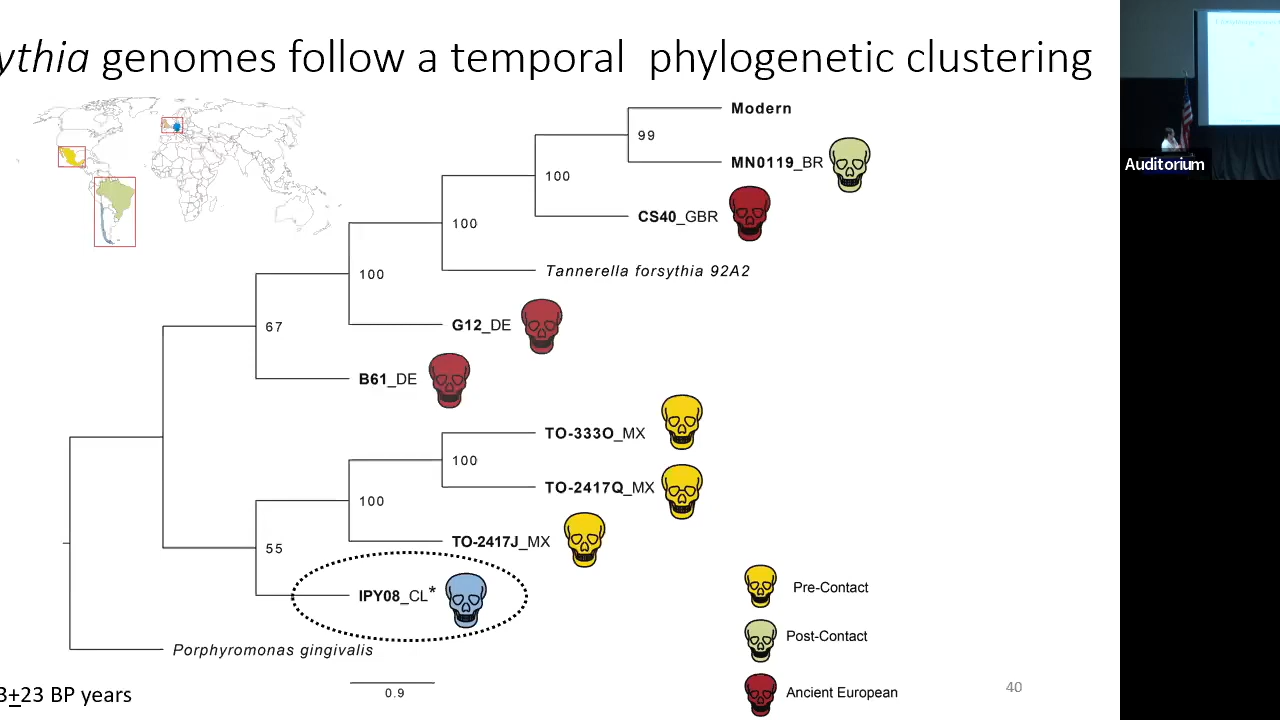 ythia genomes follow a temporal phylogenetic clustering
Modern
99
MN0119_BR
100
Auditorium
CS40_GBR
100
Tannerella forsythia 92A2
100
G12_DE
67
B61_DE
TO-333O_MX
100
TO-2417Q_MX
100
TO-2417J_MX
55
IPY08_CL*
Pre-Contact
Post-Contact
Porphyromonas gingivalis
Ancient European
0.9
40
3±23 BP years